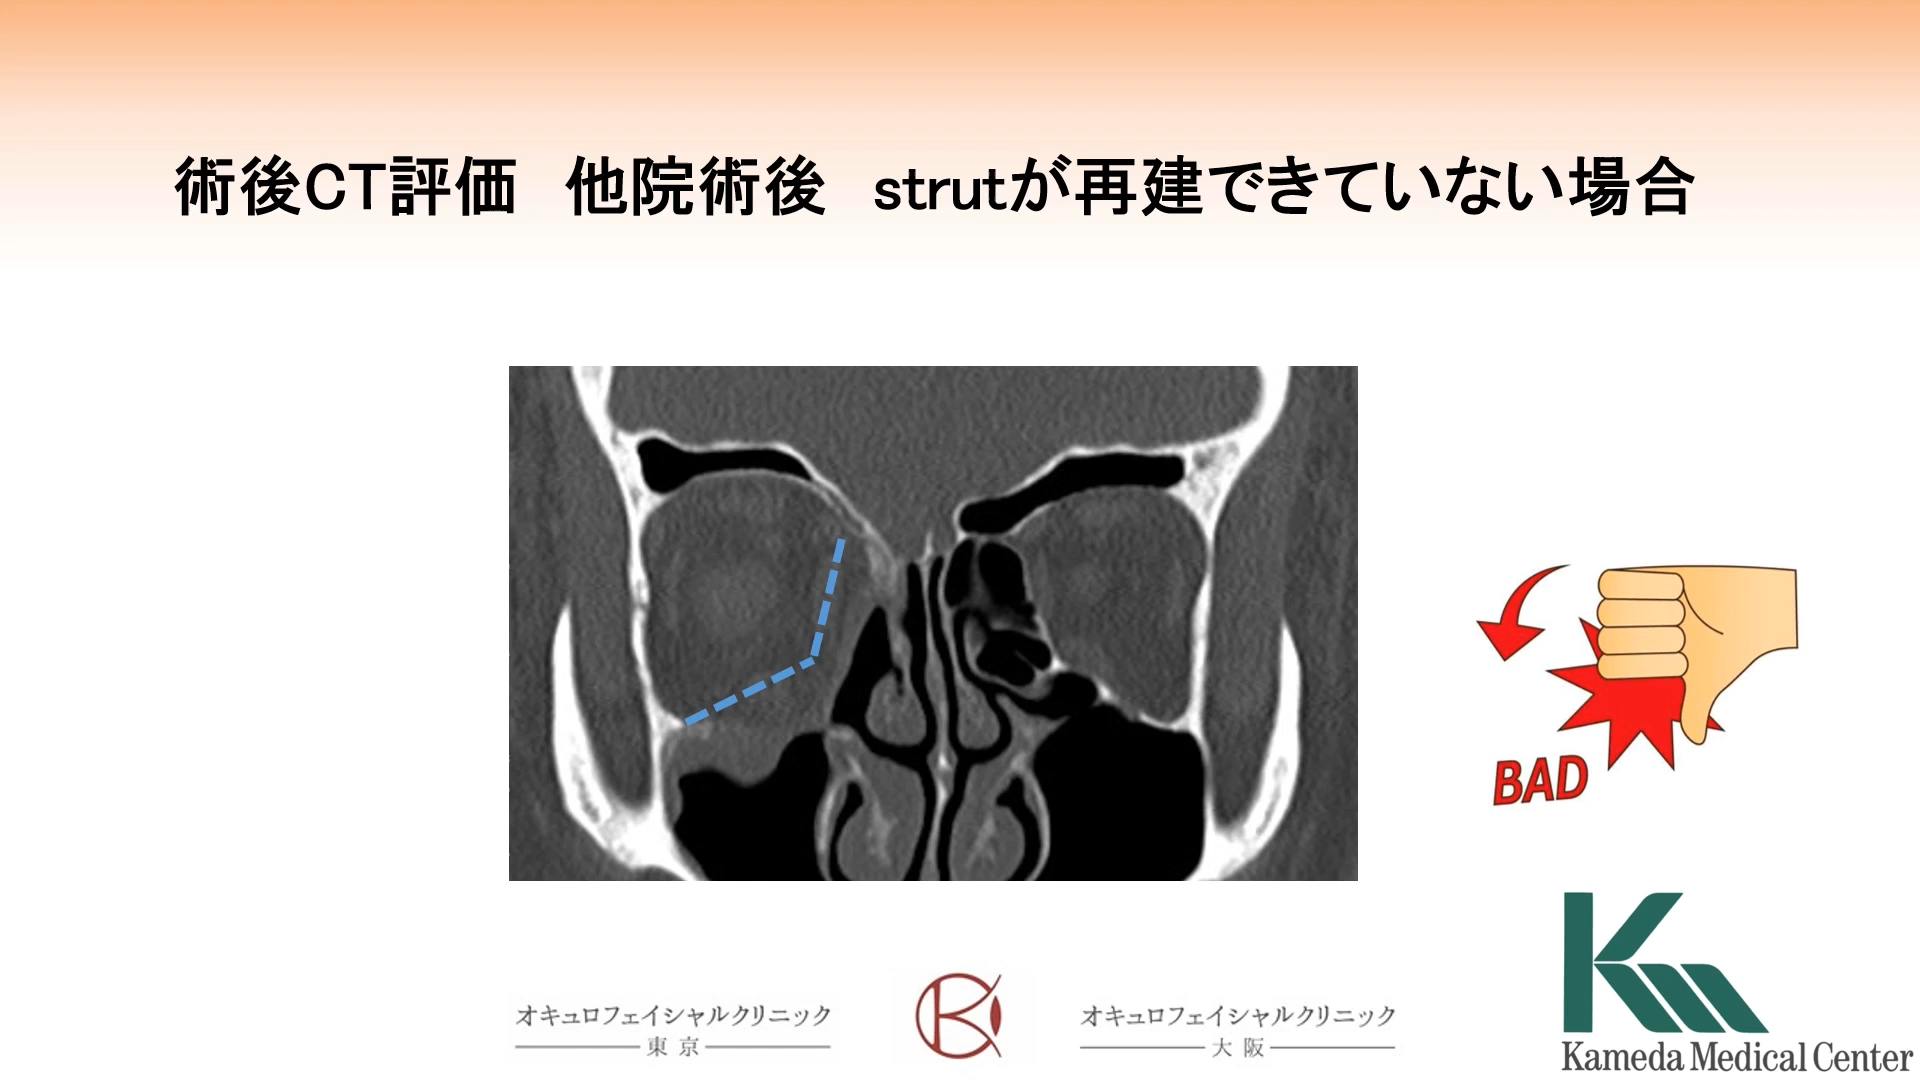 術後CT評価　他院術後　strutが再建できていない場合
BAD
オキュロフェイシャルクリニック
東京
オキュロフェイシャルクリニック
大阪
Kameda Medical Center